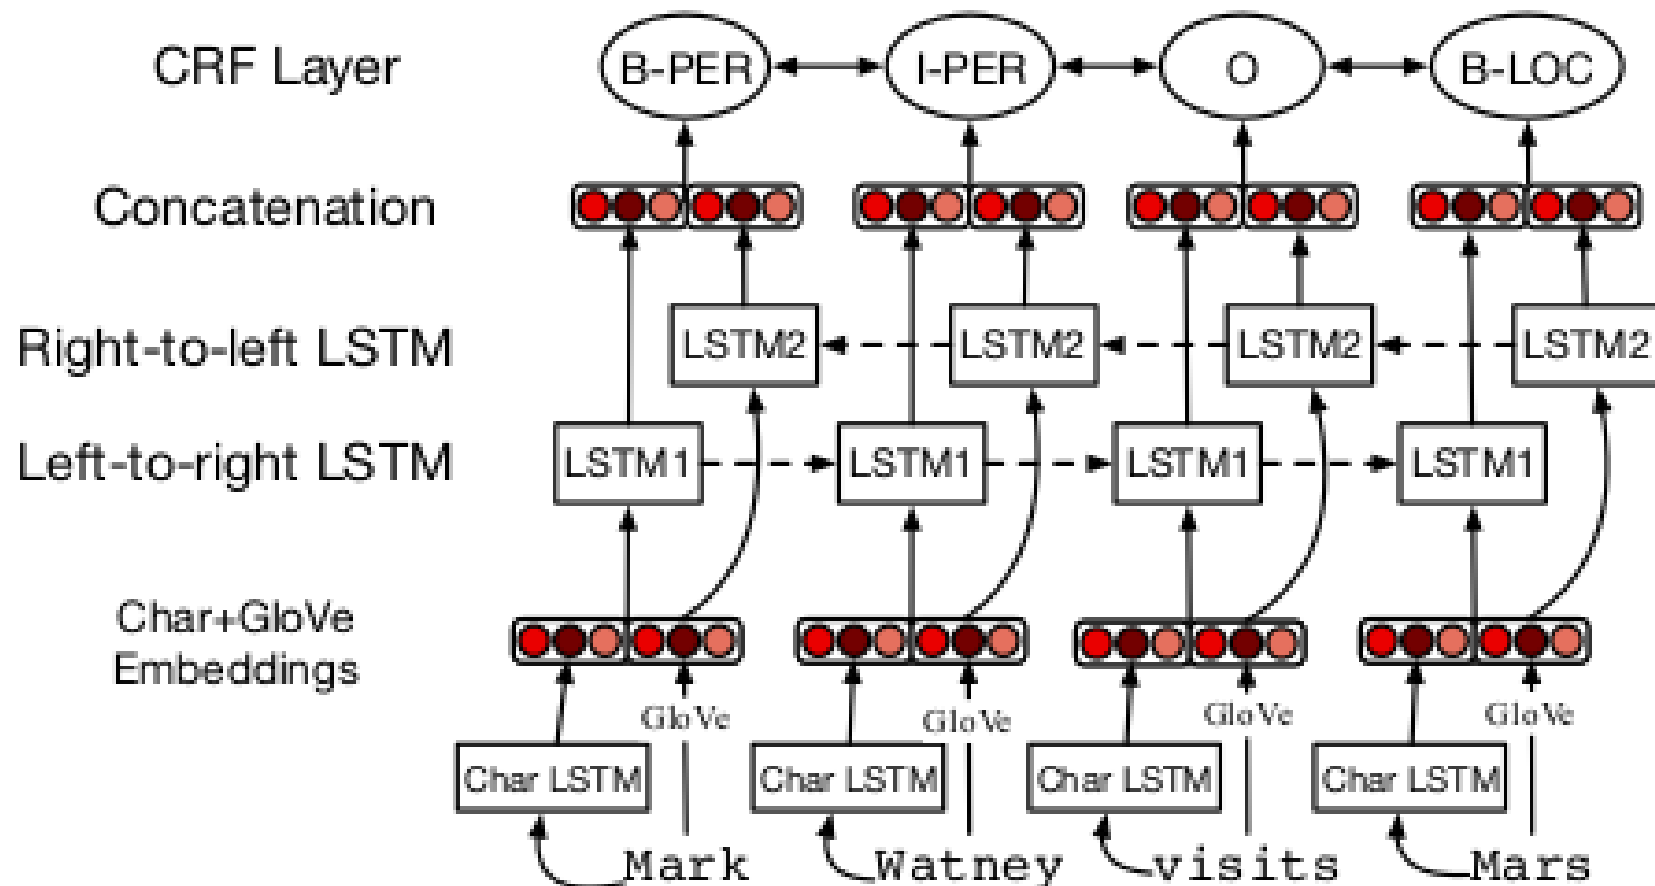 CRF Layer B-PER I-PER O B-LOC
Concatenation
Right-to-left LSTM LSTM2 LSTM2 LSTM2 LSTM2
Left-to-right LSTM LSTM1 LSTM1 LSTM1 LSTM1
Char+GloVe
Embeddings
GloVe GloVe GloVe GloVe
Char LSTM Char LSTM Char LSTM Char LSTM
Mark Watney visits Mars